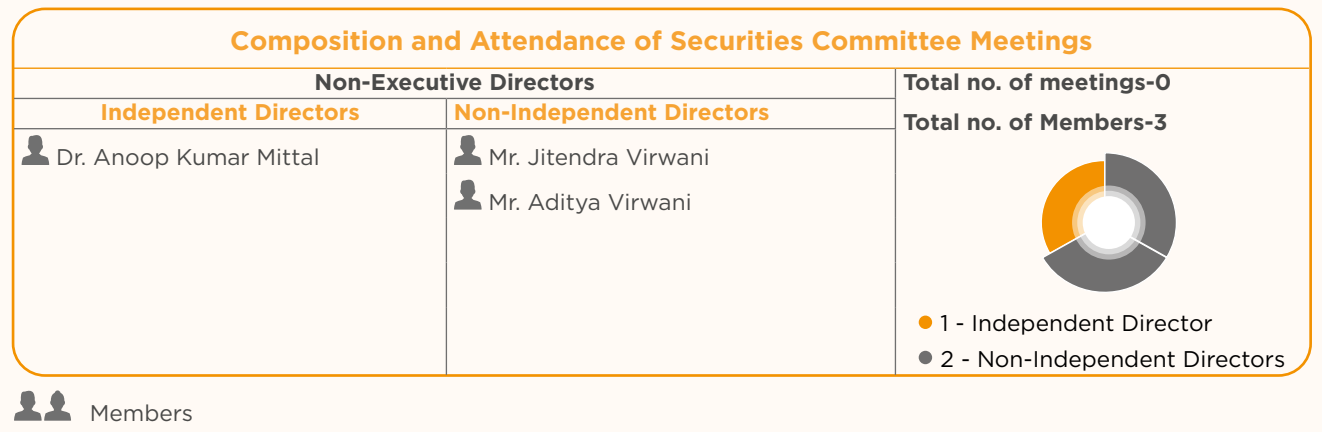 Composition and Attendance of Securities Committee Meetings
Non-Executive Directors
Independent Directors
Non-Independent Directors
Dr. Anoop Kumar Mittal
Mr. Jitendra Virwani
Mr. Aditya Virwani
Total no. of meetings-0
Total no. of Members-3
1 - Independent Director
2 - Non-Independent Directors
Members